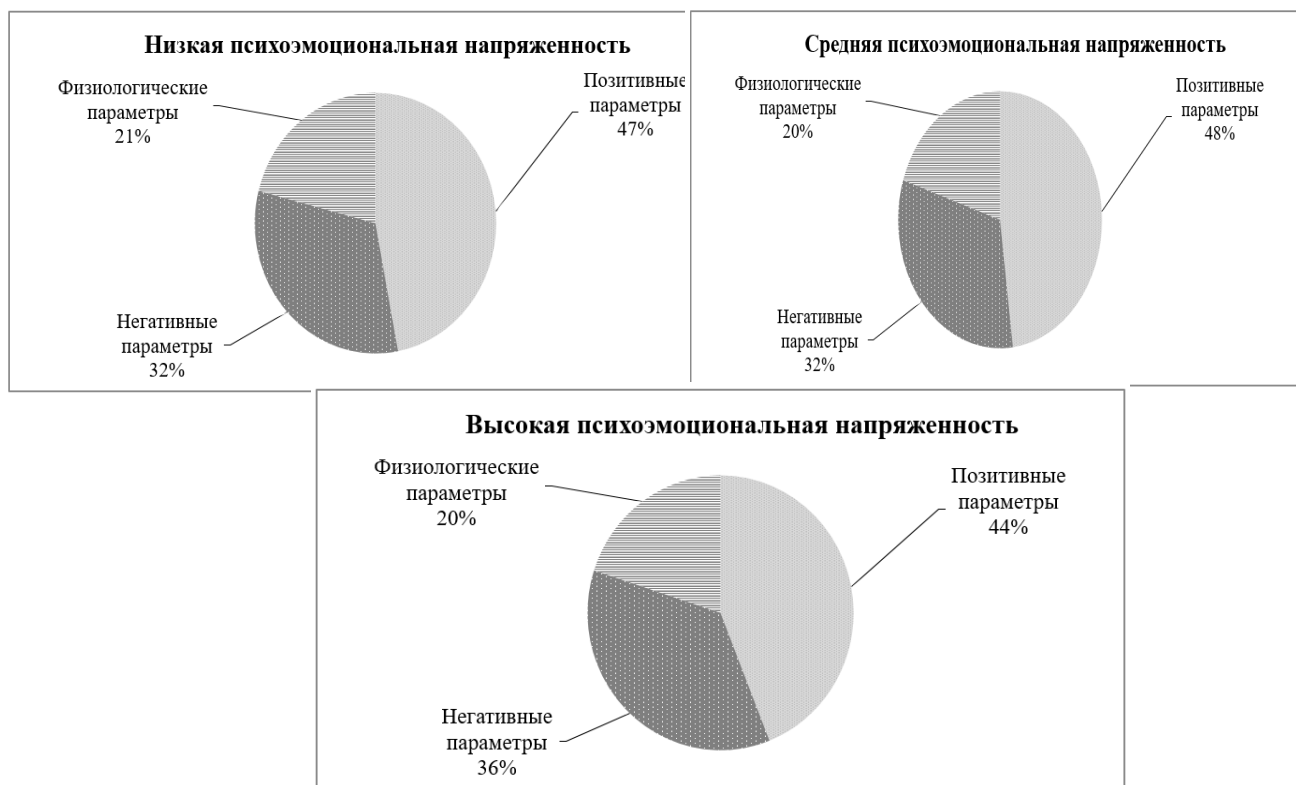 Низкая психоэмоциональная напряженность
Физиологические
параметры
21%
Позитивные
параметры
47%
Негативные
параметры
32%
Средняя психоэмоциональная напряженность
Физиологические
параметры
20%
Позитивные
параметры
48%
Негативные
параметры
32%
Высокая психоэмоциональная напряженность
Физиологические
параметры
20%
Позитивные
параметры
44%
Негативные
параметры
36%